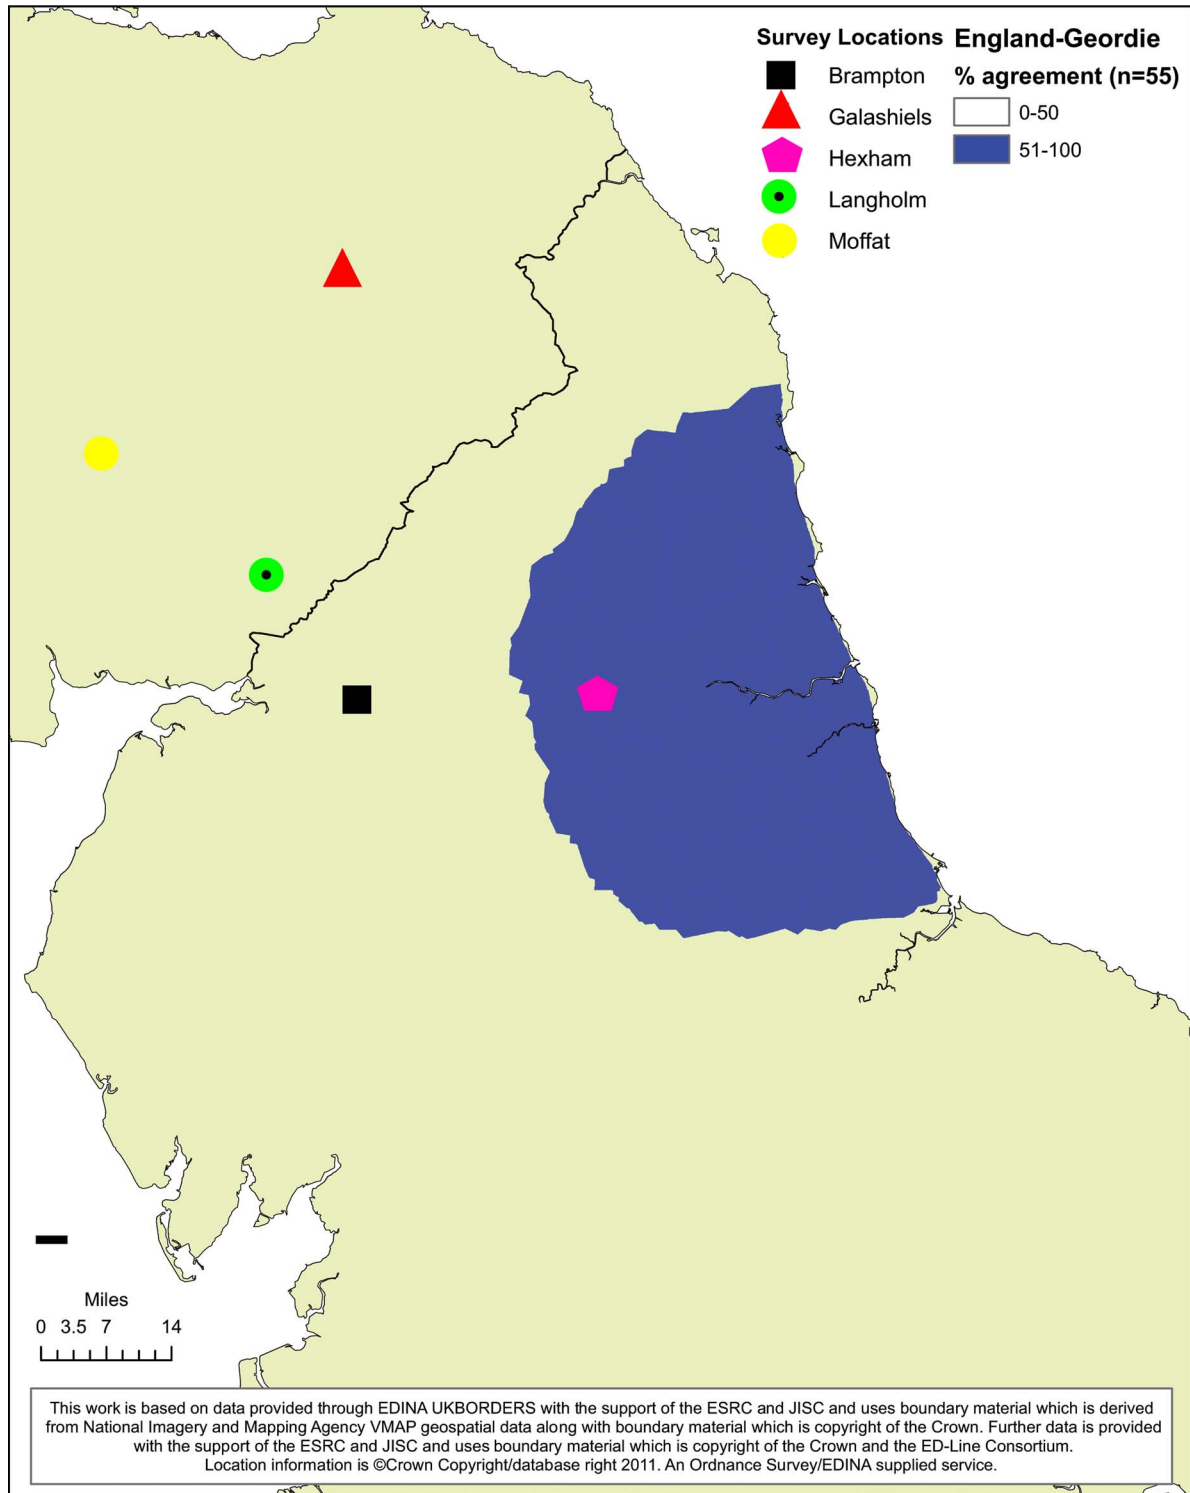 Survey Locations
Brampton
Galashiels
Hexham
Langholm
Moffat
England-Geordie
% agreement (n=55)
0-50
51-100
Miles
0 3.5 7 14
This work is based on data provided through EDINA UKBORDERS with the support of the ESRC and JISC and uses boundary material which is derived
from National Imagery and Mapping Agency VMAP geospatial data along with boundary material which is copyright of the Crown. Further data is provided
with the support of the ESRC and JISC and uses boundary material which is copyright of the Crown and the ED-Line Consortium.
Location information is ©Crown Copyright/database right 2011. An Ordnance Survey/EDINA supplied service.